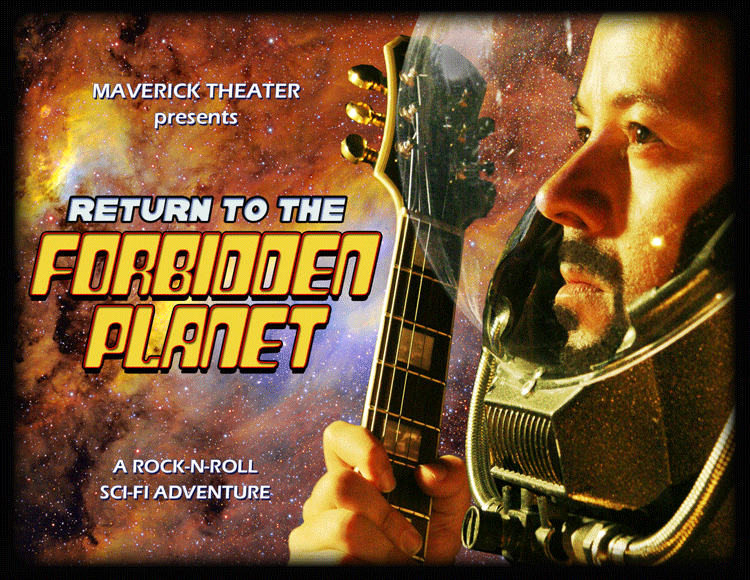 MAVERICK THEATER
presents
RETURN TO THE
FORBIDDEN
PLANET
A ROCK-N-ROLL
SCI-FI ADVENTURE